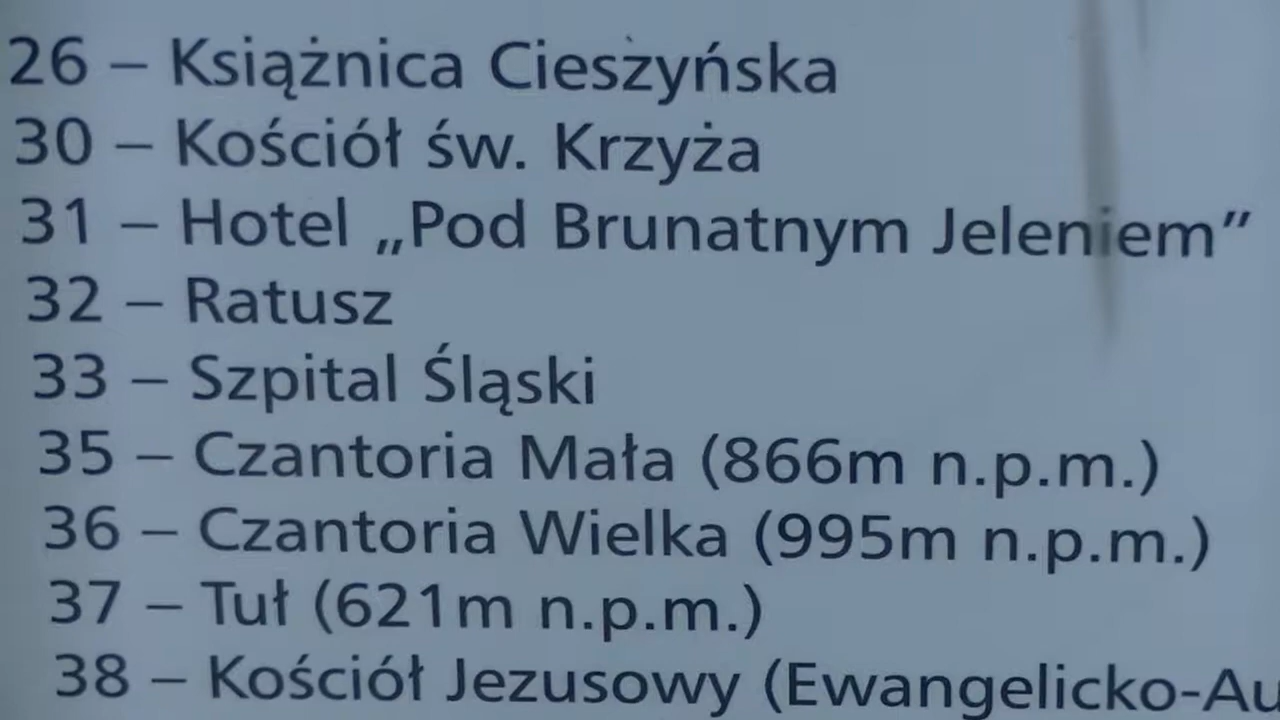 26 – Książnica Cieszyńska
30 – Kościół św. Krzyża
31 – Hotel „Pod Brunatnym Jeleniem”
32 – Ratusz
33 – Szpital Śląski
35 – Czantoria Mała (866m n.p.m.)
36 – Czantoria Wielka (995m n.p.m.)
37 – Tuł (621m n.p.m.)
38 – Kościół Jezusowy (Ewangelicko-Au